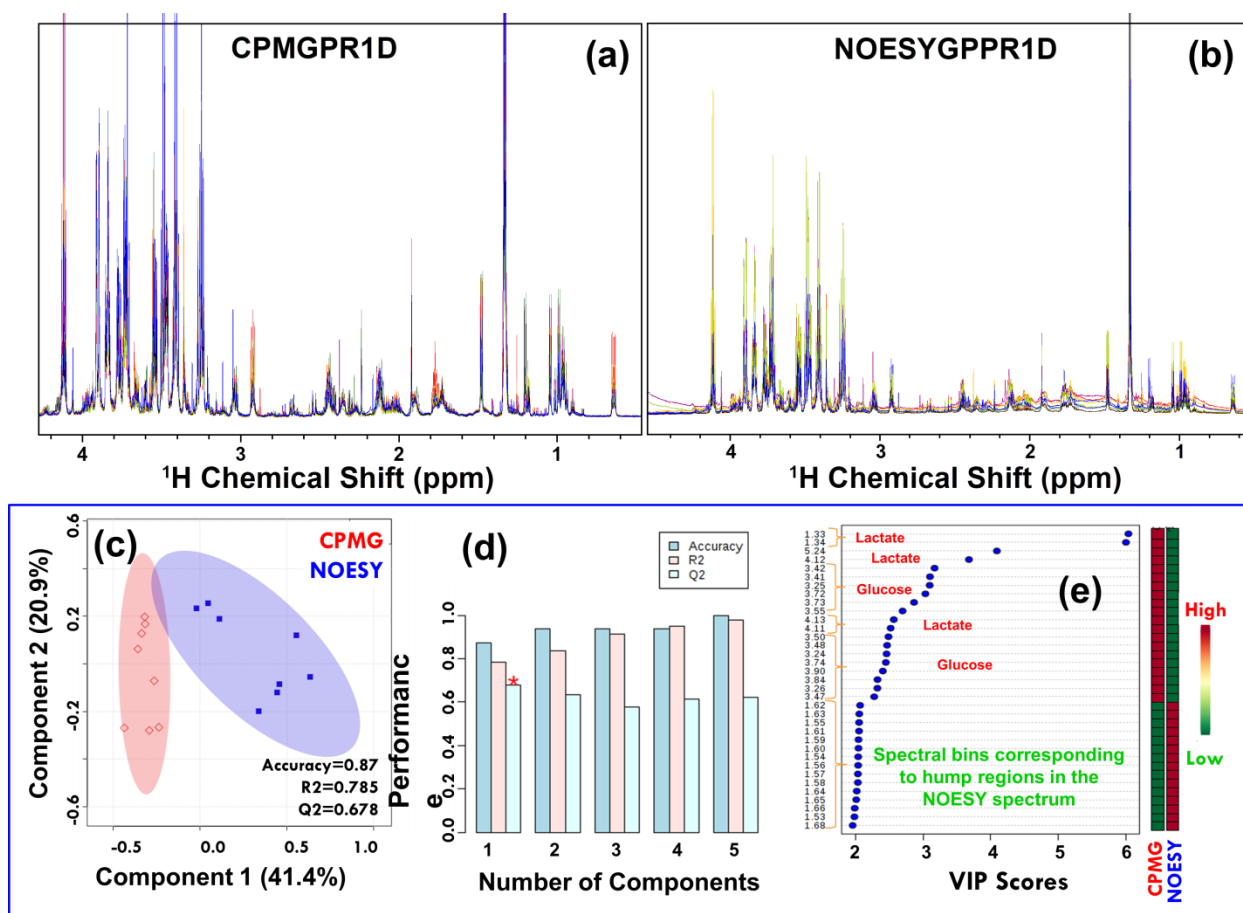 CPMGPR1D
(a)
4
3
2
1
¹H Chemical Shift (ppm)
NOESYGPPR1D
(b)
4
3
2
1
¹H Chemical Shift (ppm)
(c)
CPMG
NOESY
0.6
0.2
-0.2
-0.6
Component 2 (20.9%)
Accuracy=0.87
R2=0.785
Q2=0.678
-0.5
0.0
0.5
1.0
Component 1 (41.4%)
(d)
Accuracy
R2
Q2
Performanc
e
1.0
0.8
0.6
0.4
0.2
0.0
*
1
2
3
4
5
Number of Components
(e)
1.33
1.34
5.24
4.12
3.42
3.41
3.25
3.72
3.73
3.55
4.13
4.11
3.50
3.48
3.24
3.74
3.90
3.84
3.26
3.47
1.62
1.63
1.55
1.61
1.59
1.60
1.54
1.56
1.57
1.58
1.64
1.65
1.66
1.53
1.68
Lactate
Lactate
Glucose
Lactate
Glucose
Spectral bins corresponding
to hump regions in the
NOESY spectrum
2
3
4
5
6
VIP Scores
High
Low
CPMG
NOESY